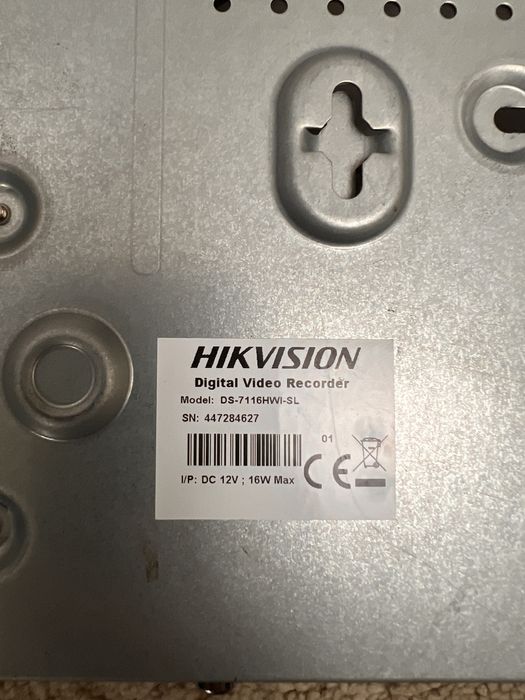 HIKVISION
Digital Video Recorder
Model: DS-7116HWI-SL
SN: 447284627
01
CE
I/P: DC 12V ; 16W Max